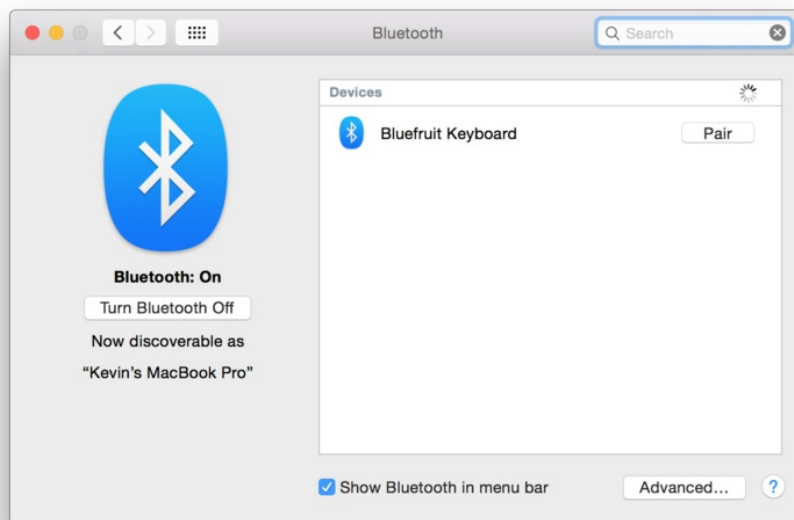 Bluetooth
Search
Devices
Bluefruit Keyboard
Pair
Bluetooth: On
Turn Bluetooth Off
Now discoverable as
“Kevin’s MacBook Pro”
Show Bluetooth in menu bar
Advanced...
?